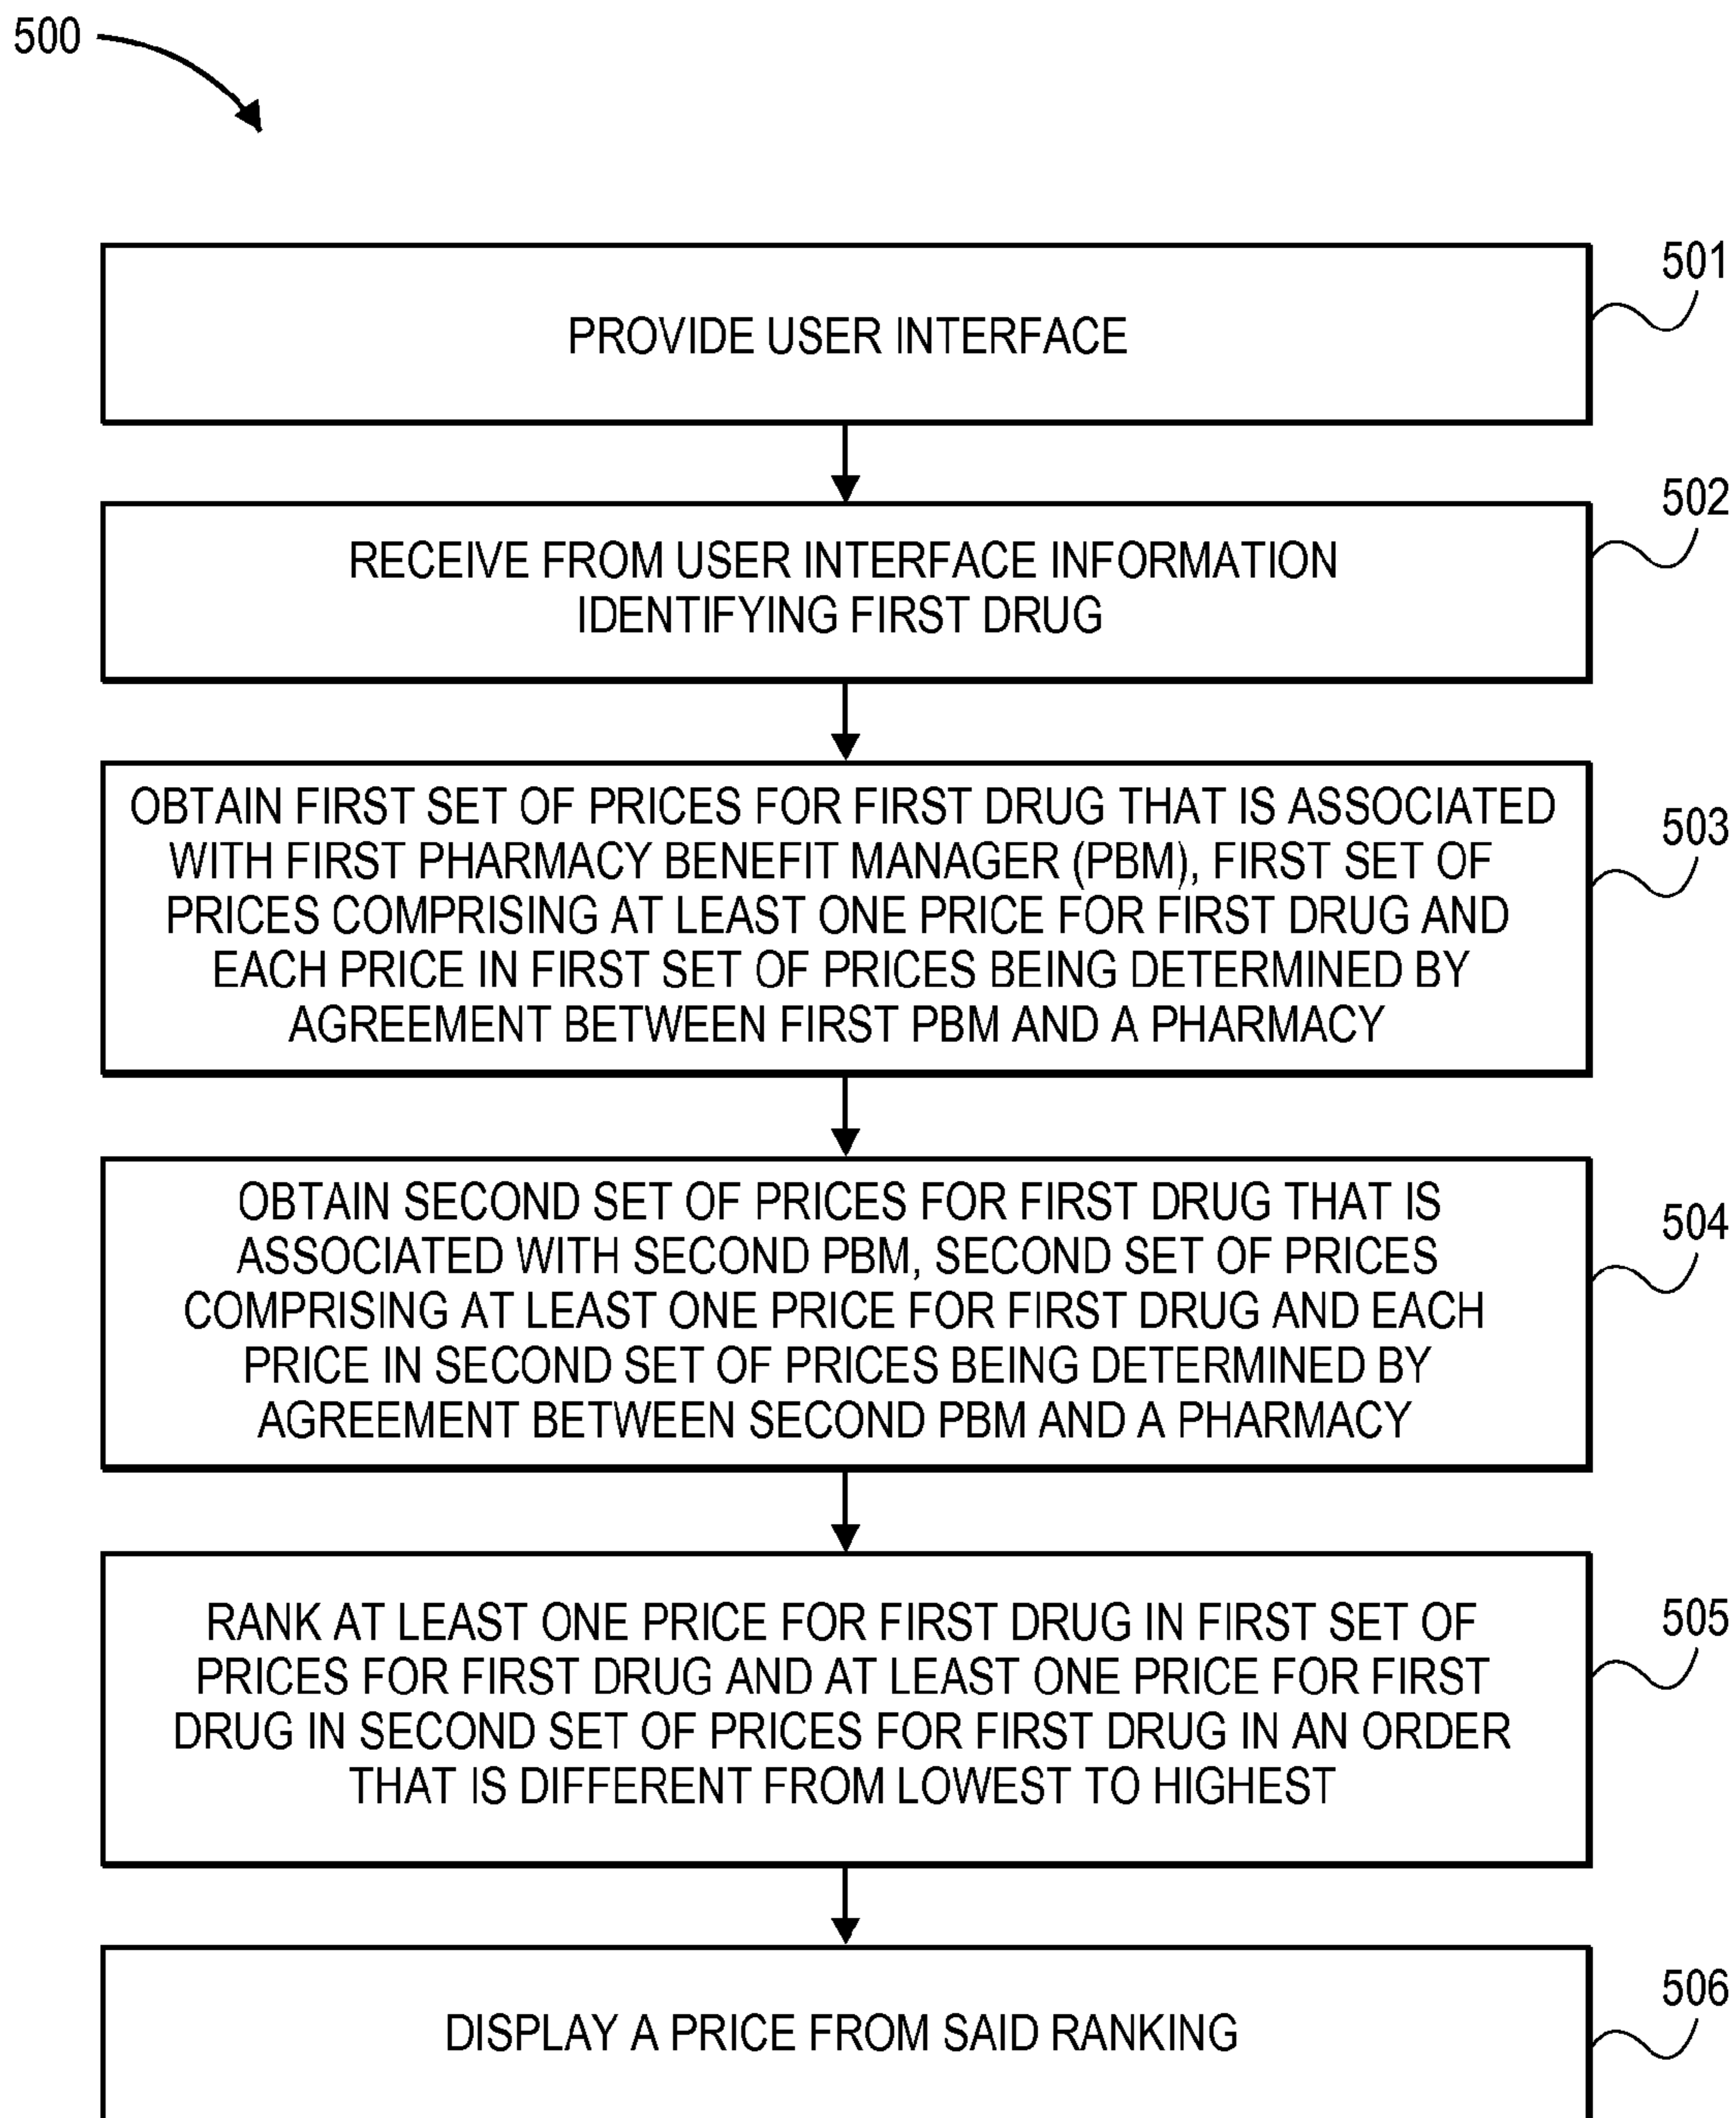 500
501
PROVIDE USER INTERFACE
502
RECEIVE FROM USER INTERFACE INFORMATION
IDENTIFYING FIRST DRUG
503
OBTAIN FIRST SET OF PRICES FOR FIRST DRUG THAT IS ASSOCIATED
WITH FIRST PHARMACY BENEFIT MANAGER (PBM), FIRST SET OF
PRICES COMPRISING AT LEAST ONE PRICE FOR FIRST DRUG AND
EACH PRICE IN FIRST SET OF PRICES BEING DETERMINED BY
AGREEMENT BETWEEN FIRST PBM AND A PHARMACY
504
OBTAIN SECOND SET OF PRICES FOR FIRST DRUG THAT IS
ASSOCIATED WITH SECOND PBM, SECOND SET OF PRICES
COMPRISING AT LEAST ONE PRICE FOR FIRST DRUG AND EACH
PRICE IN SECOND SET OF PRICES BEING DETERMINED BY
AGREEMENT BETWEEN SECOND PBM AND A PHARMACY
505
RANK AT LEAST ONE PRICE FOR FIRST DRUG IN FIRST SET OF
PRICES FOR FIRST DRUG AND AT LEAST ONE PRICE FOR FIRST
DRUG IN SECOND SET OF PRICES FOR FIRST DRUG IN AN ORDER
THAT IS DIFFERENT FROM LOWEST TO HIGHEST
506
DISPLAY A PRICE FROM SAID RANKING